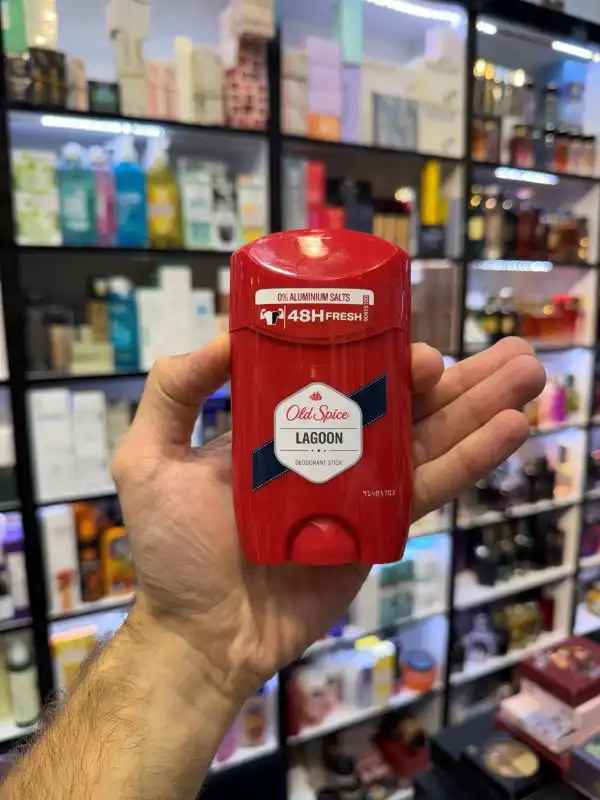 0% ALUMINIUM SALTS
48H FRESH
Old Spice
LAGOON
DEODORANT STICK